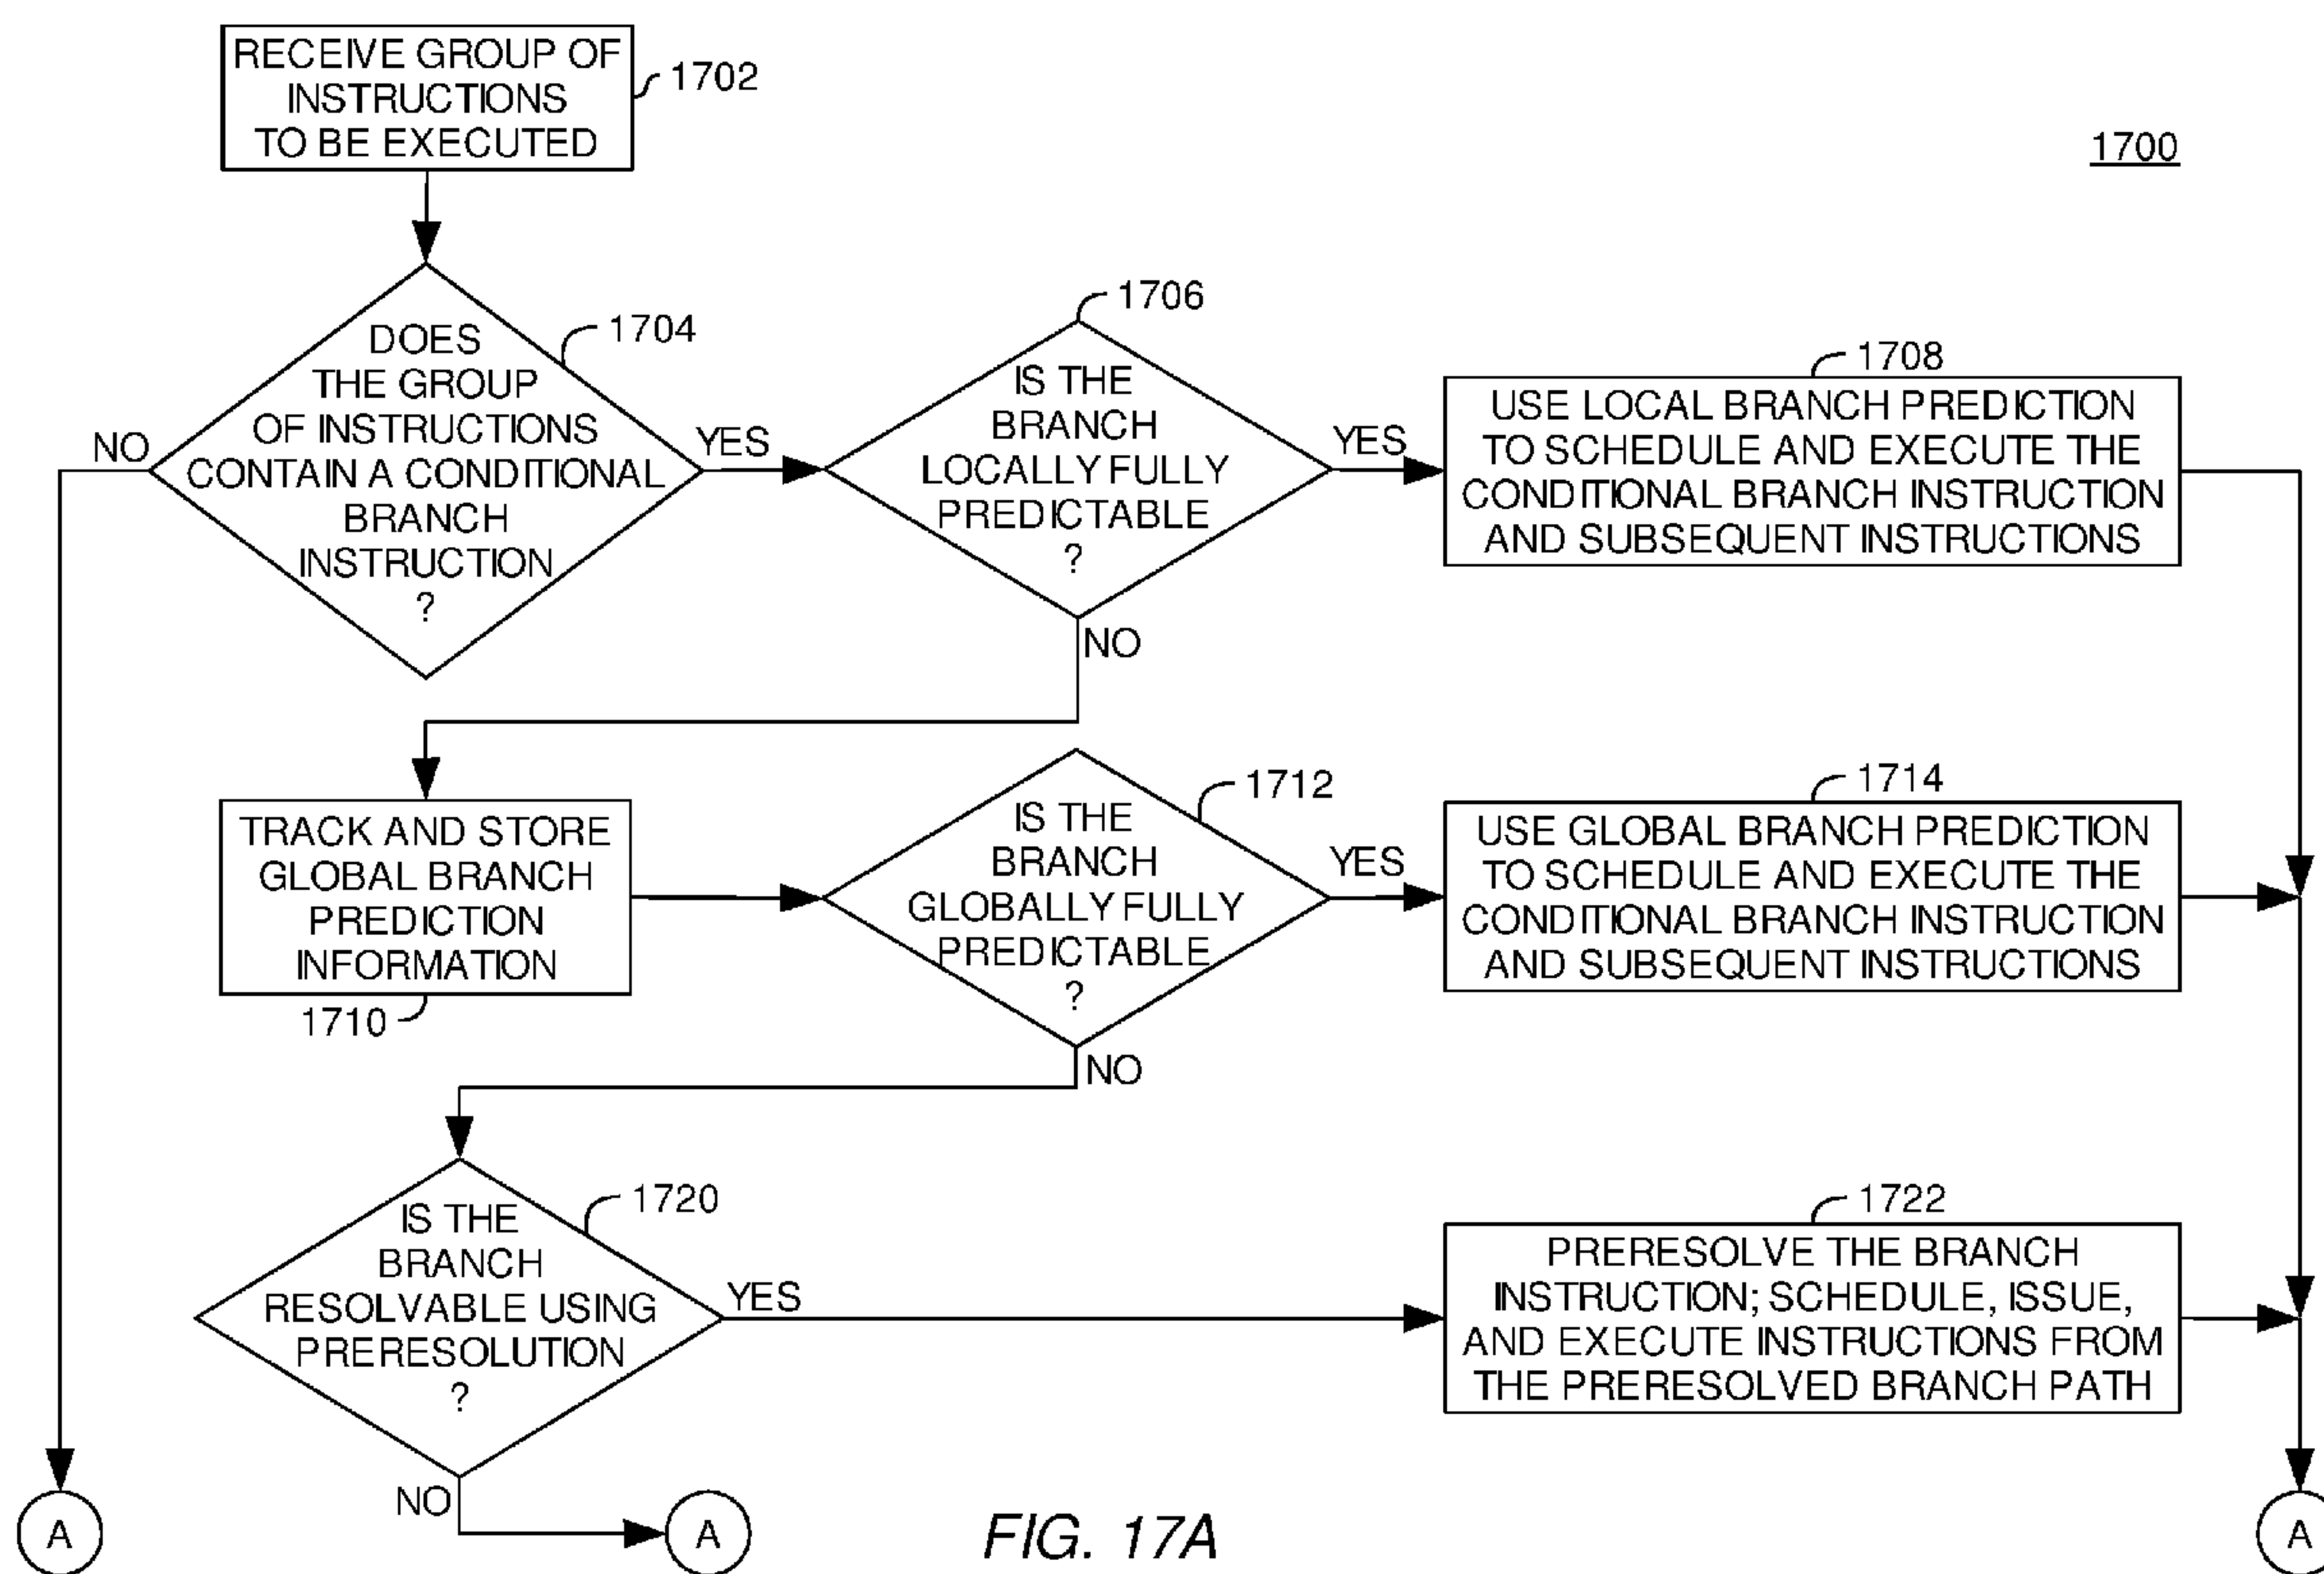 RECEIVE GROUP OF
INSTRUCTIONS
TO BE EXECUTED
1702
1700
DOES
THE GROUP
OF INSTRUCTIONS
CONTAIN A CONDITIONAL
BRANCH
INSTRUCTION
?
1704
NO
YES
IS THE
BRANCH
LOCALLY FULLY
PREDICTABLE
?
1706
YES
NO
1708
USE LOCAL BRANCH PREDICTION
TO SCHEDULE AND EXECUTE THE
CONDITIONAL BRANCH INSTRUCTION
AND SUBSEQUENT INSTRUCTIONS
TRACK AND STORE
GLOBAL BRANCH
PREDICTION
INFORMATION
1710
IS THE
BRANCH
GLOBALLY FULLY
PREDICTABLE
?
1712
YES
NO
1714
USE GLOBAL BRANCH PREDICTION
TO SCHEDULE AND EXECUTE THE
CONDITIONAL BRANCH INSTRUCTION
AND SUBSEQUENT INSTRUCTIONS
IS THE
BRANCH
RESOLVABLE USING
PRERESOLUTION
?
1720
YES
NO
1722
PRERESOLVE THE BRANCH
INSTRUCTION; SCHEDULE, ISSUE,
AND EXECUTE INSTRUCTIONS FROM
THE PRERESOLVED BRANCH PATH
A
A
FIG. 17A
A